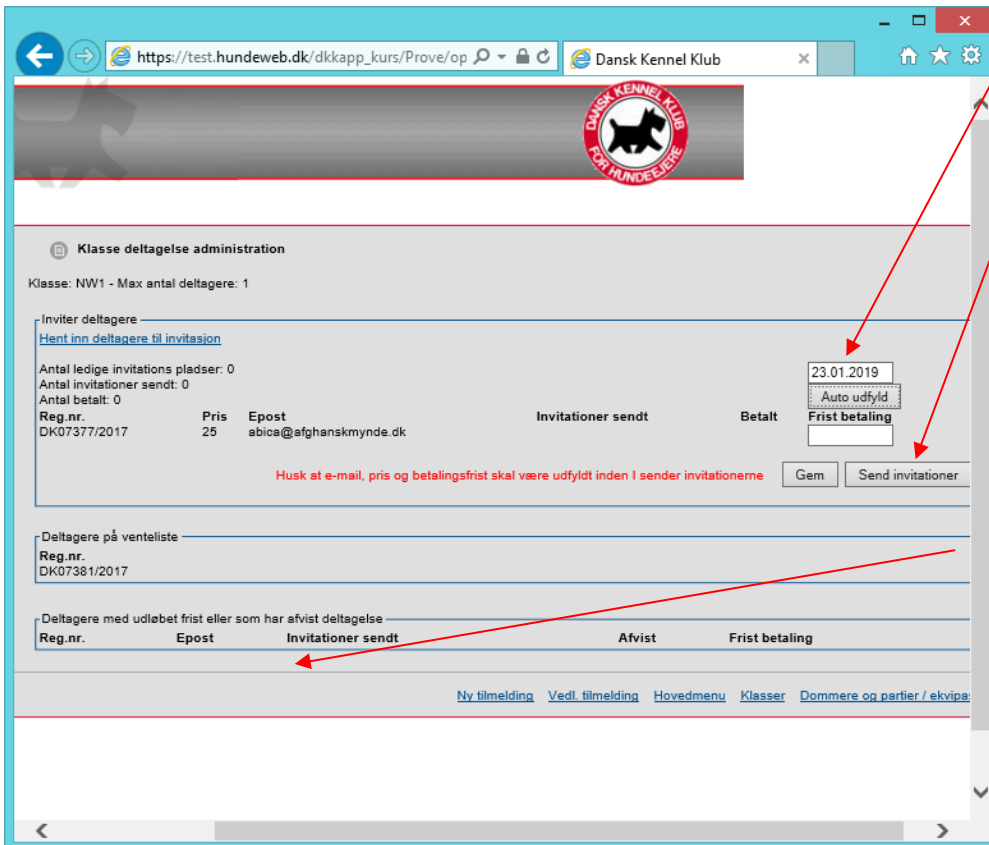 https://test.hundeweb.dk/dkkapp_kurs/Prove/op
Dansk Kennel Klub
DANSK KENNEL KLUB
FOR HUNDEEJERE
Klasse deltagelse administration
Klasse: NW1 - Max antal deltagere: 1
Inviter deltagere
Hent inn deltagere til invitasjon
Antal ledige invitations pladser: 0
Antal invitationer sendt: 0
Antal betalt: 0
23.01.2019
Auto udfyld
Reg.nr. Pris Epost Invitationer sendt Betalt Frist betaling
DK07377/2017 25 abica@afghanskmynde.dk
Husk at e-mail, pris og betalingsfrist skal være udfyldt inden I sender invitationerne Gem Send invitationer
Deltagere på venteliste
Reg.nr.
DK07381/2017
Deltagere med udløbet frist eller som har afvist deltagelse
Reg.nr. Epost Invitationer sendt Afvist Frist betaling
Ny tilmelding Vedl. tilmelding Hovedmenu Klasser Dommere og partier / ekvipa